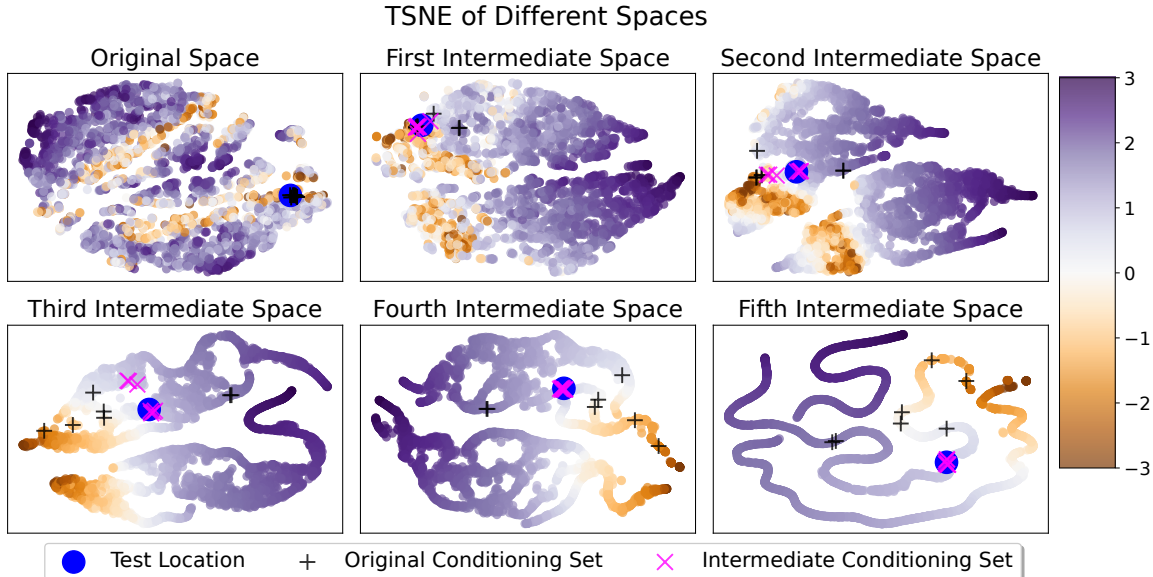 TSNE of Different Spaces
Original Space
First Intermediate Space
Second Intermediate Space
3
2
1
0
−1
−2
−3
Third Intermediate Space
Fourth Intermediate Space
Fifth Intermediate Space
Test Location
Original Conditioning Set
Intermediate Conditioning Set